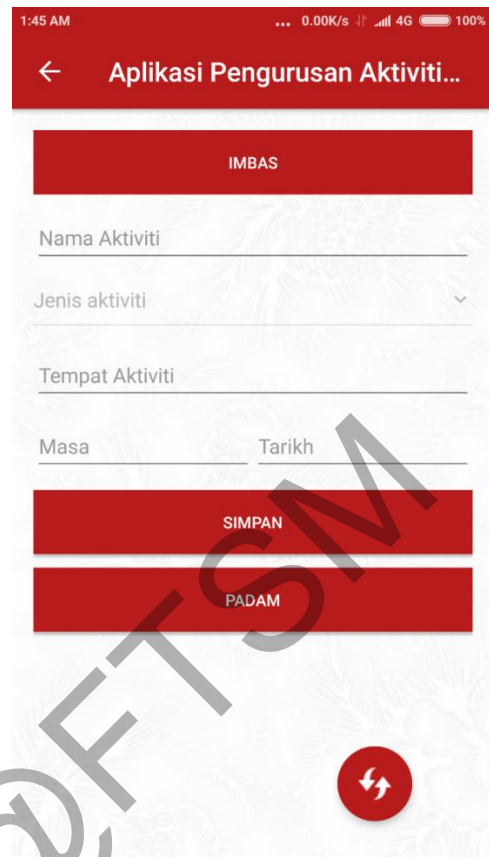 1:45 AM ... 0.00K/s 4G 100%
Aplikasi Pengurusan Aktiviti...
IMBAS
Nama Aktiviti
Jenis aktiviti
Tempat Aktiviti
Masa Tarikh
SIMPAN
PADAM
@FTSM